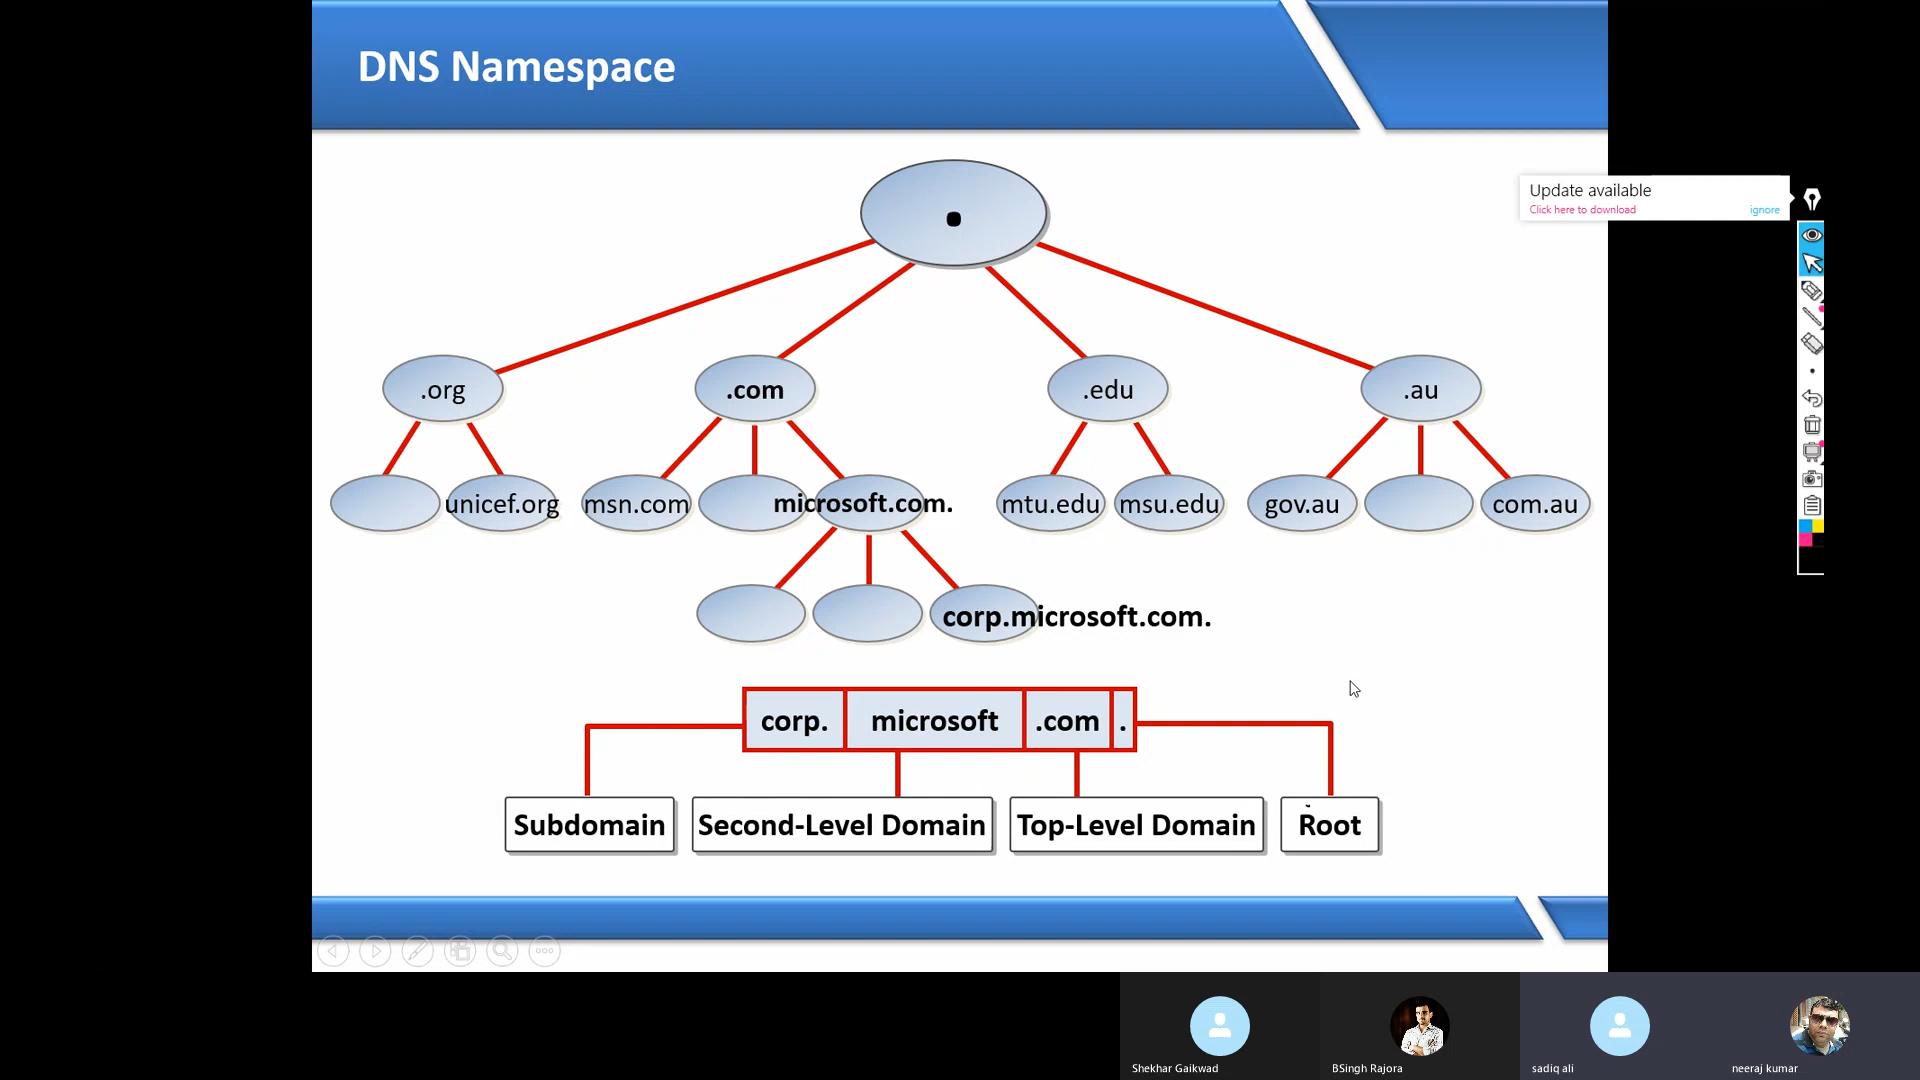 DNS Namespace
.
Update available
Click here to download ignore
.org .com .edu .au
unicef.org msn.com microsoft.com. mtu.edu msu.edu gov.au com.au
corp.microsoft.com.
corp. microsoft .com .
Subdomain Second-Level Domain Top-Level Domain Root
Shekhar Gaikwad BSingh Rajora sadiq ali neeraj kumar